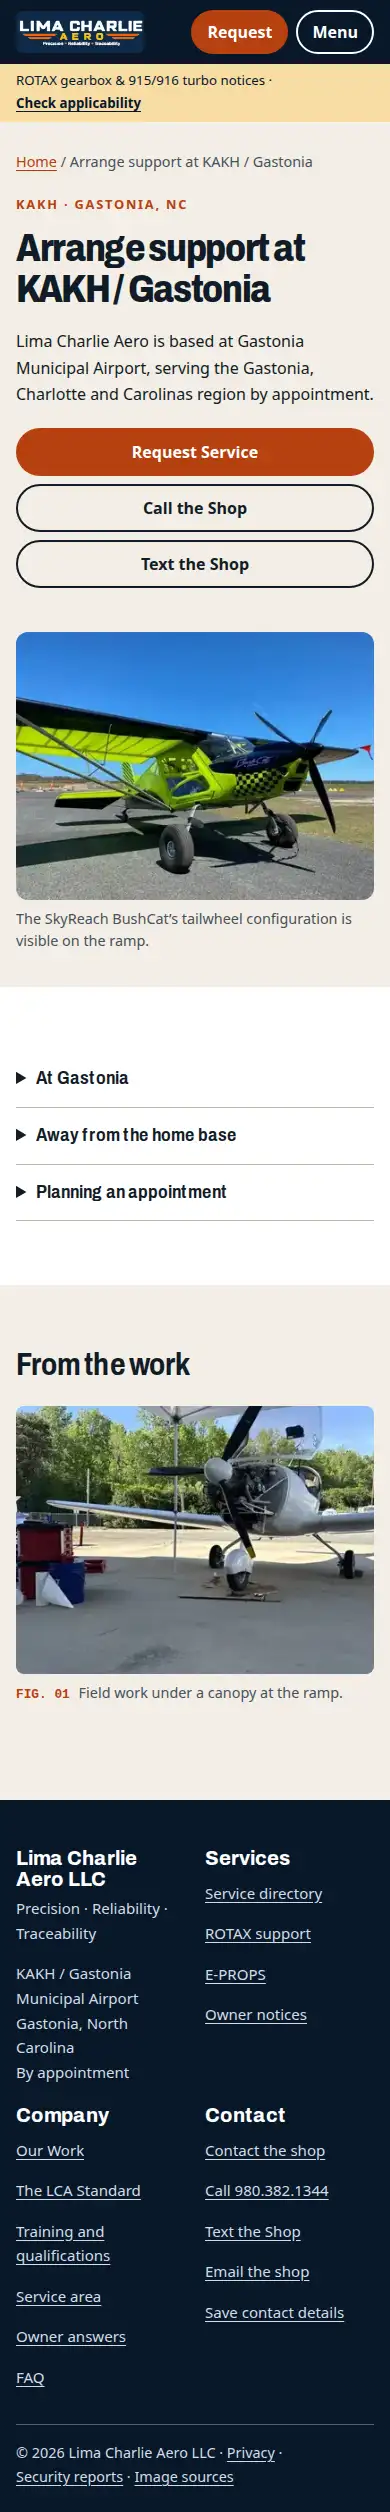 LIMA CHARLIE
AERO
Precision • Reliability • Traceability
Request
Menu
ROTAX gearbox & 915/916 turbo notices ·
Check applicability
Home / Arrange support at KAKH / Gastonia
KAKH · GASTONIA, NC
Arrange support at
KAKH / Gastonia
Lima Charlie Aero is based at Gastonia
Municipal Airport, serving the Gastonia,
Charlotte and Carolinas region by appointment.
Request Service
Call the Shop
Text the Shop
The SkyReach BushCat’s tailwheel configuration is
visible on the ramp.
At Gastonia
Away from the home base
Planning an appointment
From the work
FIG. 01 Field work under a canopy at the ramp.
Lima Charlie
Aero LLC
Precision · Reliability ·
Traceability
KAKH / Gastonia
Municipal Airport
Gastonia, North
Carolina
By appointment
Services
Service directory
ROTAX support
E-PROPS
Owner notices
Company
Our Work
The LCA Standard
Training and
qualifications
Service area
Owner answers
FAQ
Contact
Contact the shop
Call 980.382.1344
Text the Shop
Email the shop
Save contact details
© 2026 Lima Charlie Aero LLC · Privacy ·
Security reports · Image sources